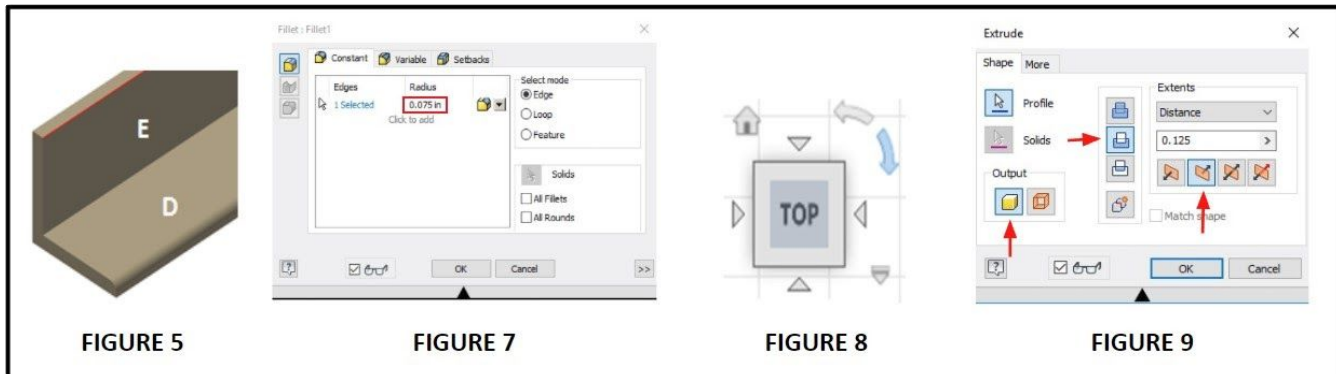 E
D
FIGURE 5
Fillet : Fillet1
Constant
Variable
Setbacks
Edges
Radius
1 Selected
0.075 in
Click to add
Select mode
Edge
Loop
Feature
Solids
All Fillets
All Rounds
OK
Cancel
>>
FIGURE 7
TOP
FIGURE 8
Extrude
Shape
More
Profile
Solids
Output
Extents
Distance
0.125
>
Match shape
OK
Cancel
FIGURE 9